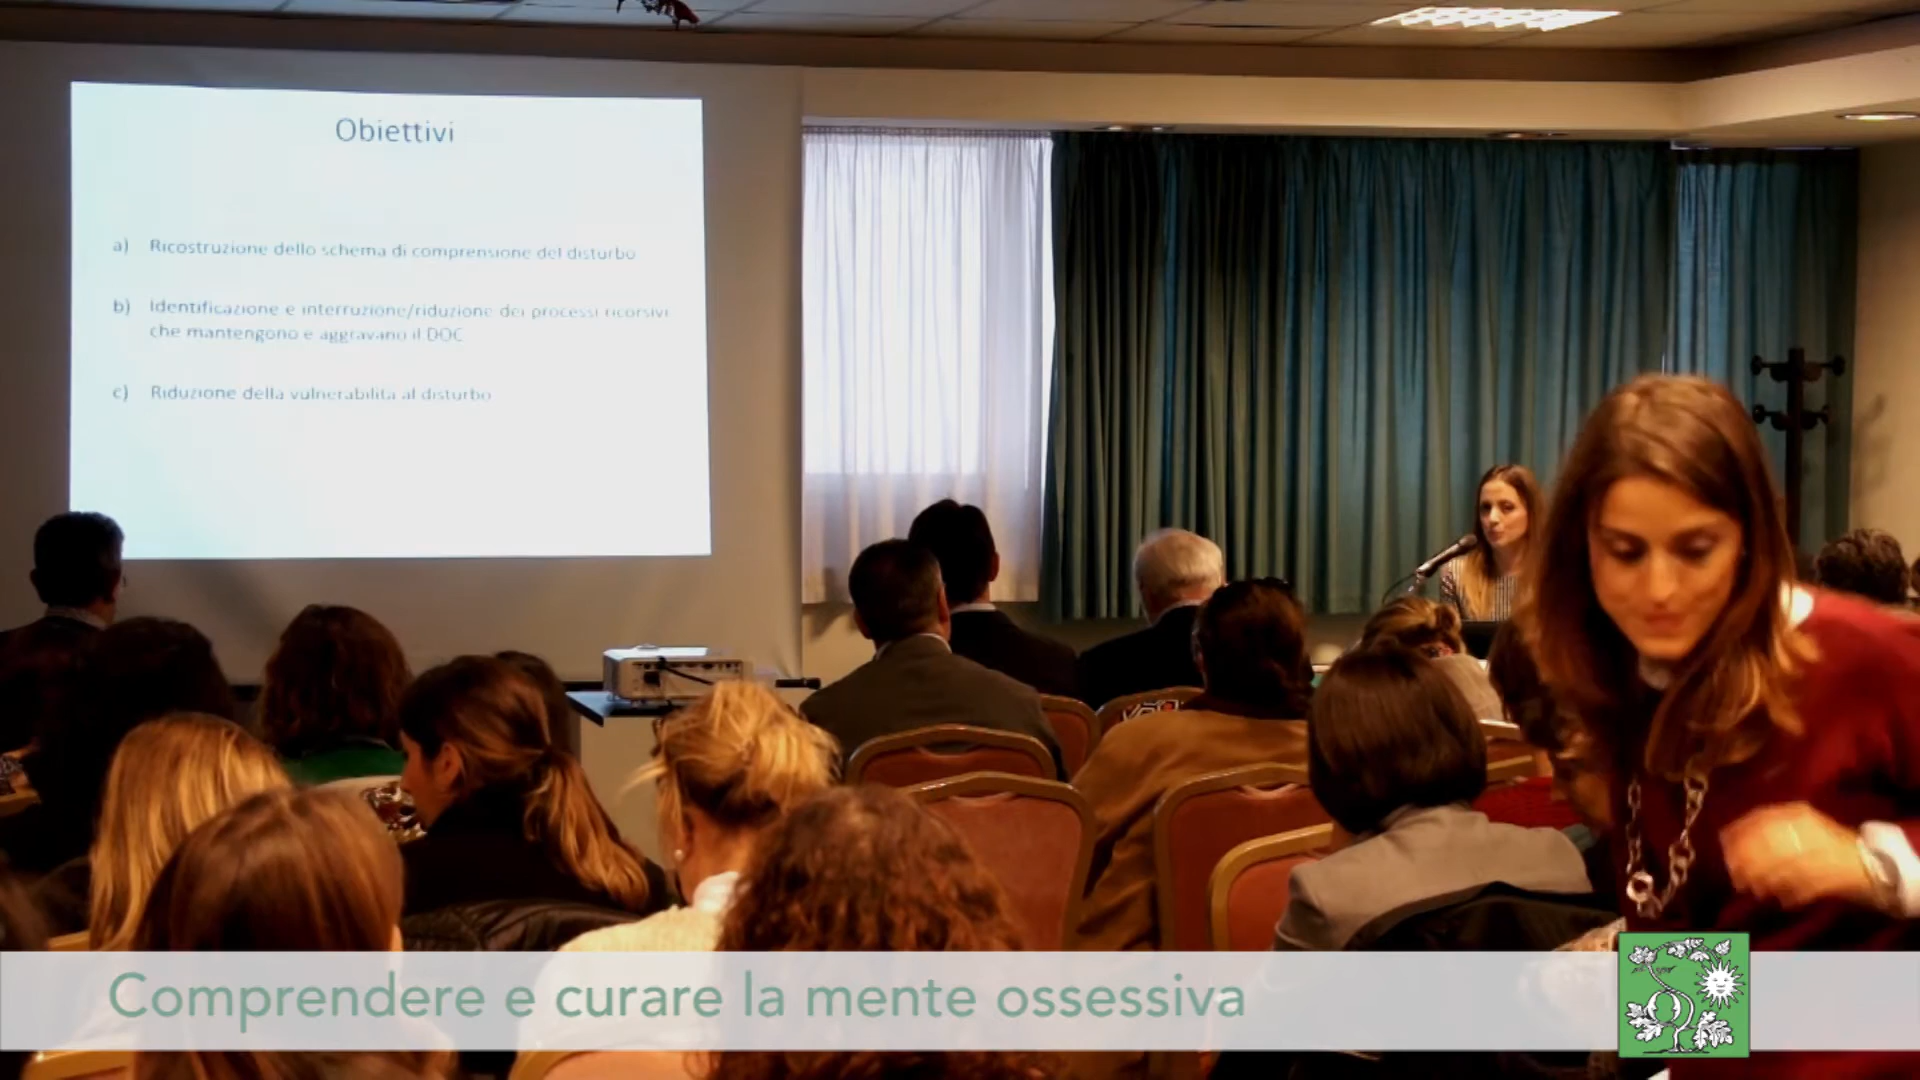 Obiettivi
a) Ricostruzione dello schema di comprensione del disturbo
b) Identificazione e interruzione/riduzione dei processi ricorsivi
che mantengono e aggravano il DOC
c) Riduzione della vulnerabilità al disturbo
Comprendere e curare la mente ossessiva